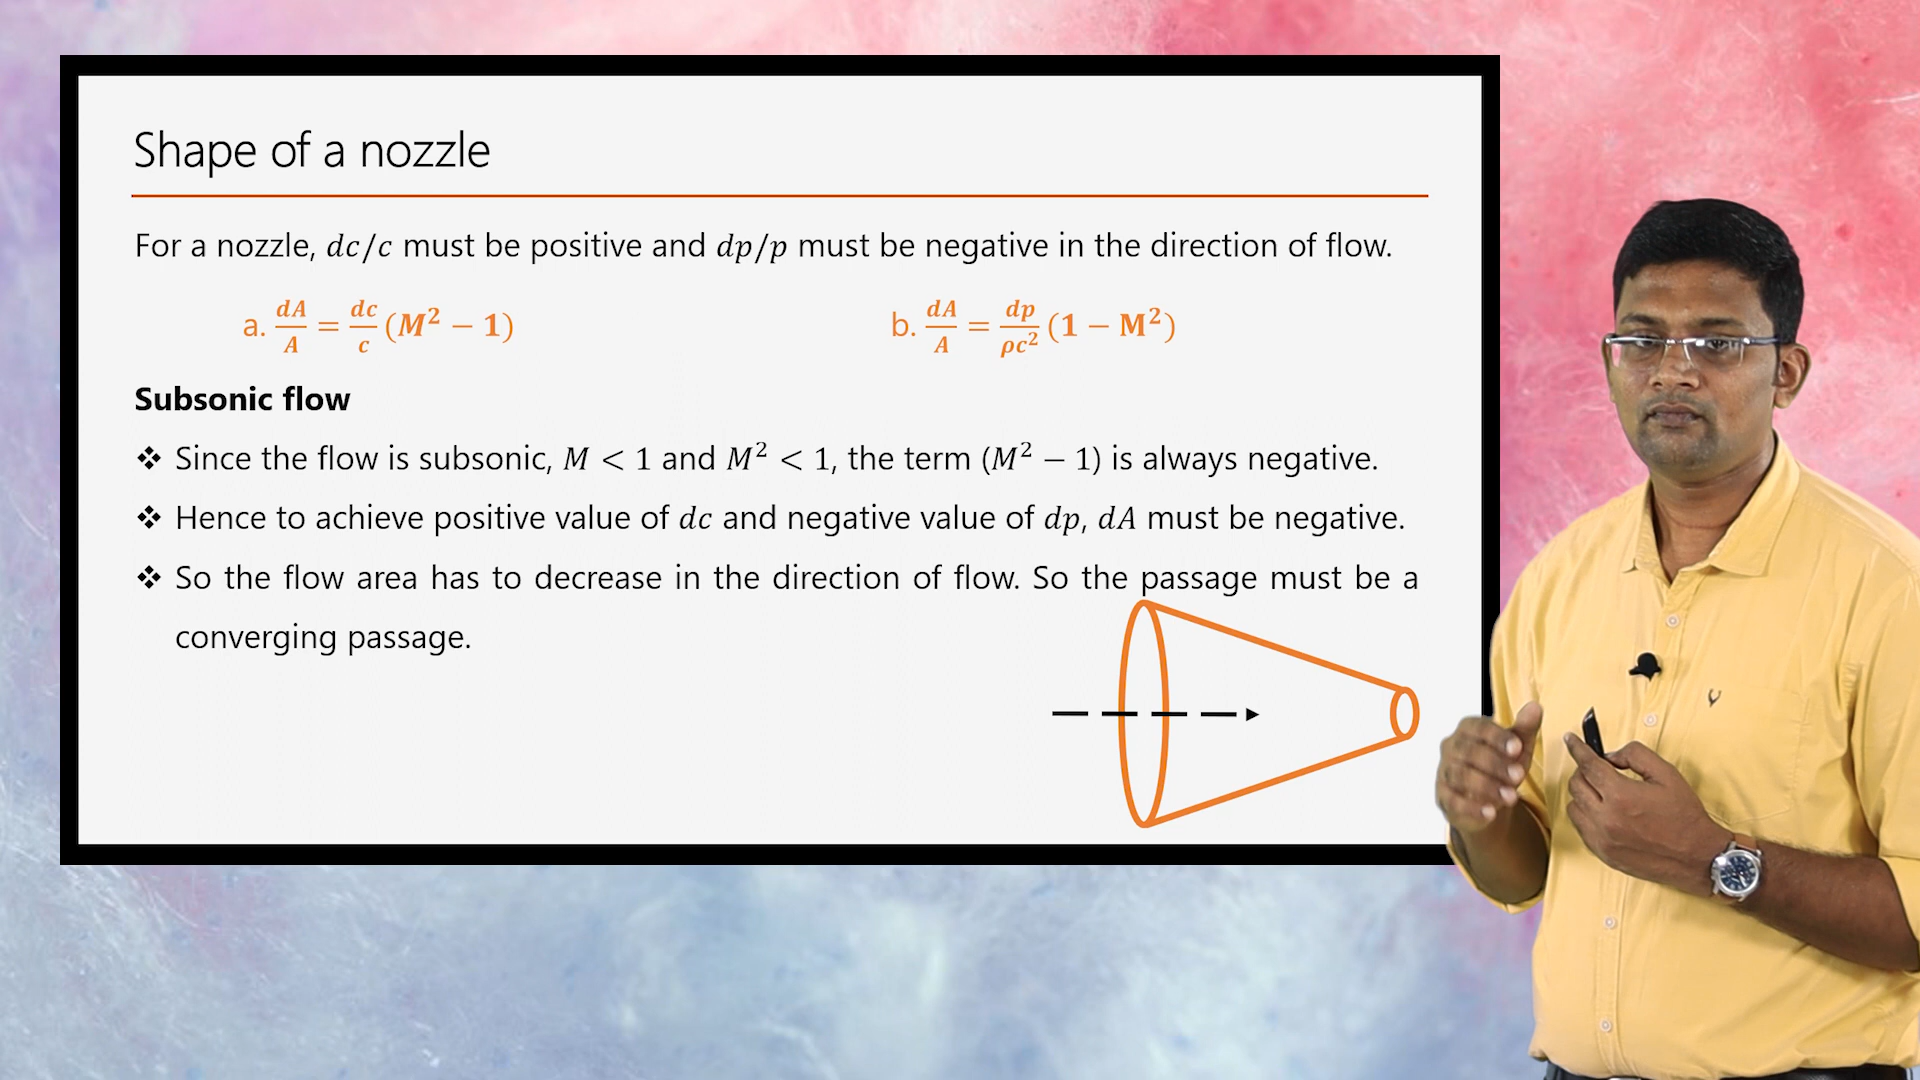 Shape of a nozzle
For a nozzle, dc/c must be positive and dp/p must be negative in the direction of flow.
a. dA/A = dc/c (M² − 1)
b. dA/A = dp/ρc² (1 − M²)
Subsonic flow
❖ Since the flow is subsonic, M < 1 and M² < 1, the term (M² − 1) is always negative.
❖ Hence to achieve positive value of dc and negative value of dp, dA must be negative.
❖ So the flow area has to decrease in the direction of flow. So the passage must be a
converging passage.